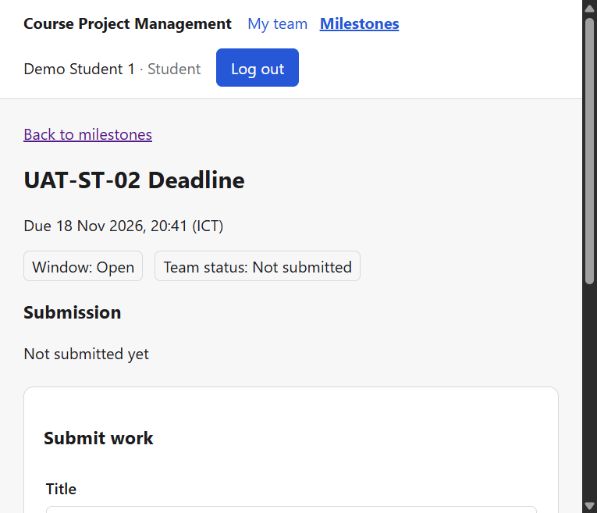 Course Project Management My team Milestones
Demo Student 1 · Student Log out
Back to milestones
UAT-ST-02 Deadline
Due 18 Nov 2026, 20:41 (ICT)
Window: Open Team status: Not submitted
Submission
Not submitted yet
Submit work
Title